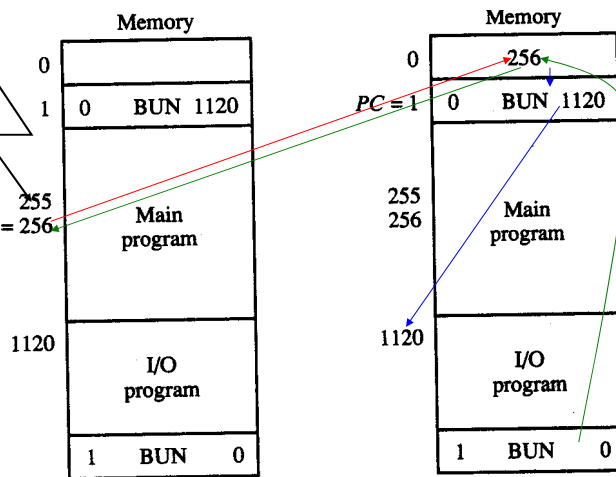 Memory
0
1
0 BUN 1120
255
= 256
Main
program
1120
I/O
program
1 BUN 0
Memory
0
256
PC = 1
0 BUN 1120
255
256
Main
program
1120
I/O
program
1 BUN 0